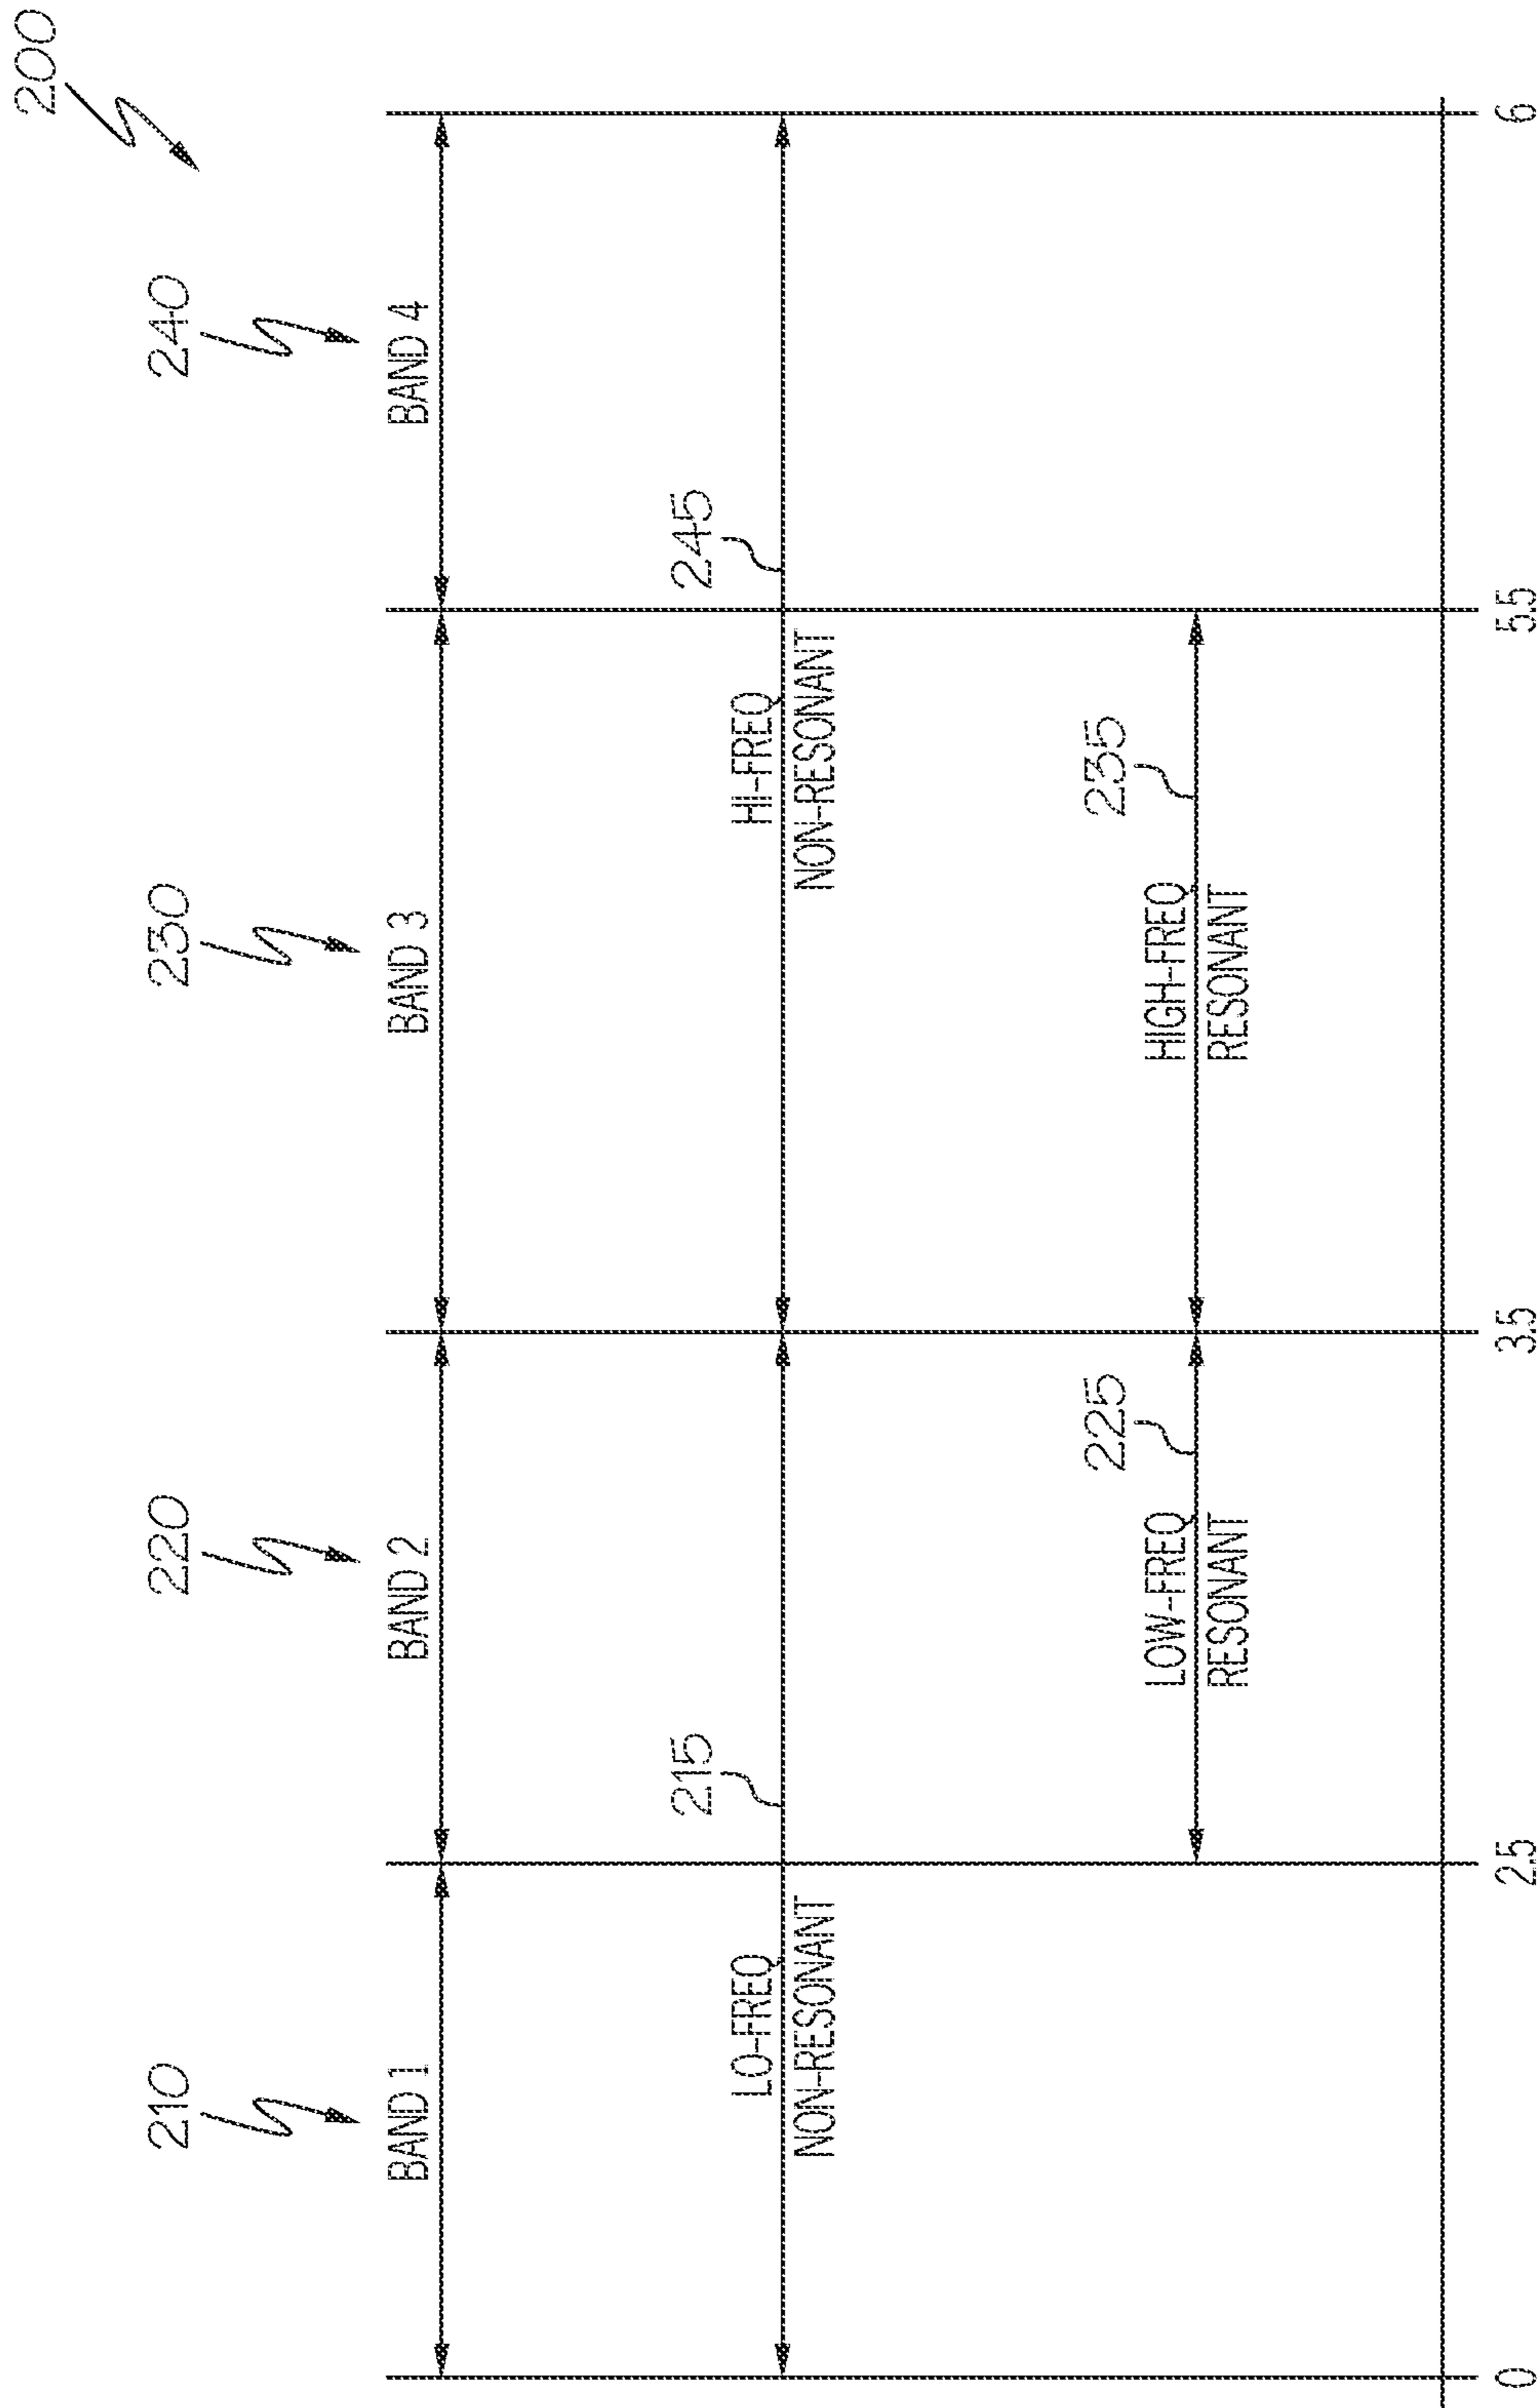 200
210
220
230
240
BAND 1
BAND 2
BAND 3
BAND 4
215
245
LO-FREQ
NON-RESONANT
HI-FREQ
NON-RESONANT
225
235
LOW-FREQ
RESONANT
HIGH-FREQ
RESONANT
0
2.5
3.5
5.5
6